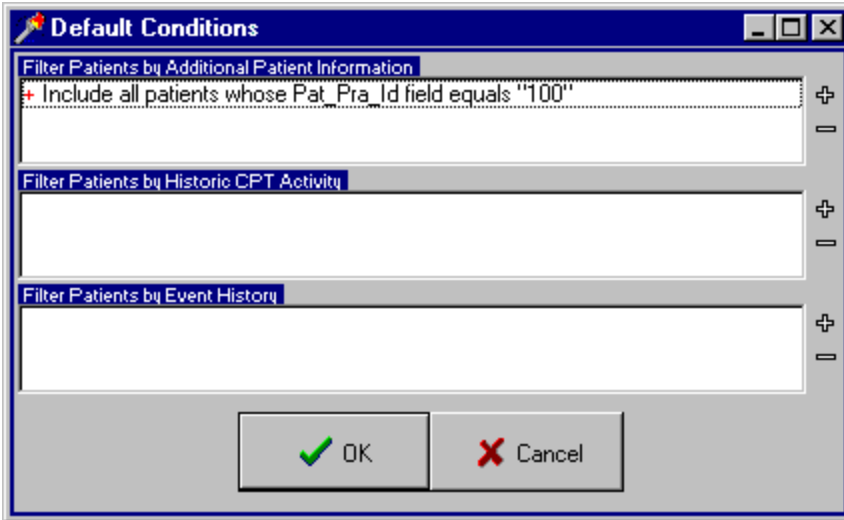 Default Conditions
Filter Patients by Additional Patient Information
+ Include all patients whose Pat_Pra_Id field equals "100"
Filter Patients by Historic CPT Activity
Filter Patients by Event History
OK
Cancel